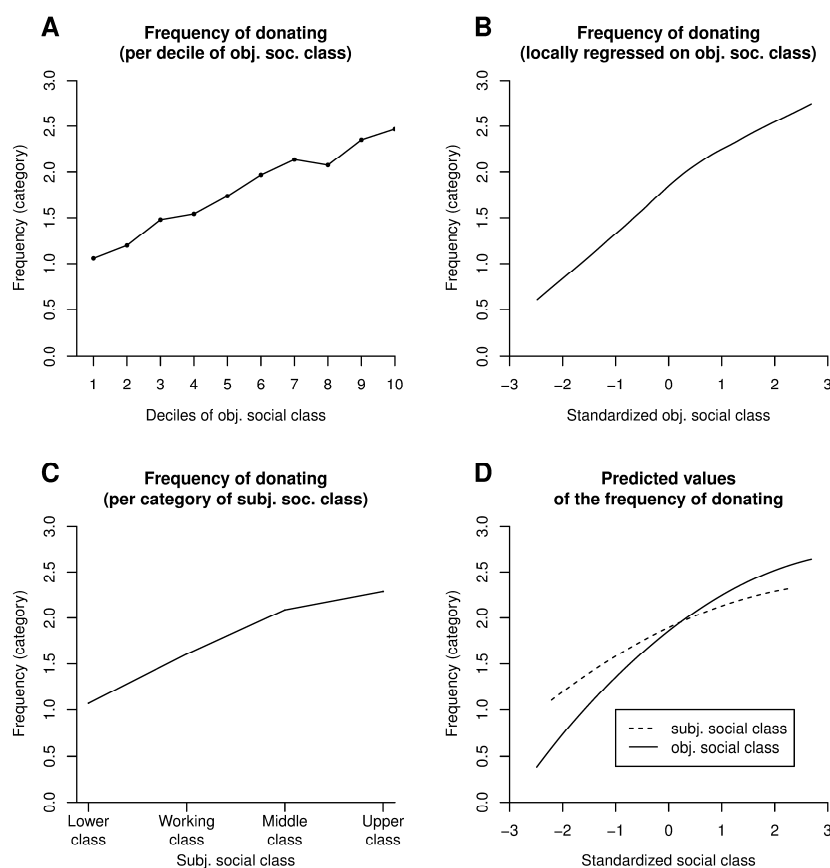 A
Frequency of donating
(per decile of obj. soc. class)
3.0
2.5
2.0
1.5
1.0
0.5
0.0
Frequency (category)
1 2 3 4 5 6 7 8 9 10
Deciles of obj. social class
B
Frequency of donating
(locally regressed on obj. soc. class)
3.0
2.5
2.0
1.5
1.0
0.5
0.0
Frequency (category)
−3 −2 −1 0 1 2 3
Standardized obj. social class
C
Frequency of donating
(per category of subj. soc. class)
3.0
2.5
2.0
1.5
1.0
0.5
0.0
Frequency (category)
Lower Working Middle Upper
class class class class
Subj. social class
D
Predicted values
of the frequency of donating
3.0
2.5
2.0
1.5
1.0
0.5
0.0
Frequency (category)
subj. social class
obj. social class
−3 −2 −1 0 1 2 3
Standardized social class